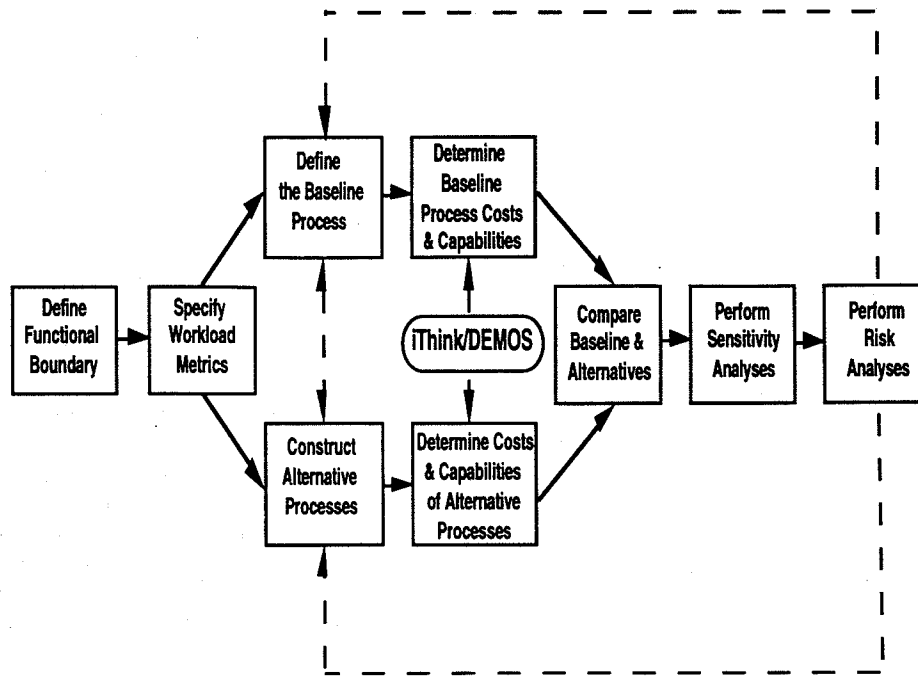 Define
Functional
Boundary
Specify
Workload
Metrics
Define
the Baseline
Process
Determine
Baseline
Process Costs
& Capabilities
iThink/DEMOS
Construct
Alternative
Processes
Determine Costs
& Capabilities
of Alternative
Processes
Compare
Baseline &
Alternatives
Perform
Sensitivity
Analyses
Perform
Risk
Analyses